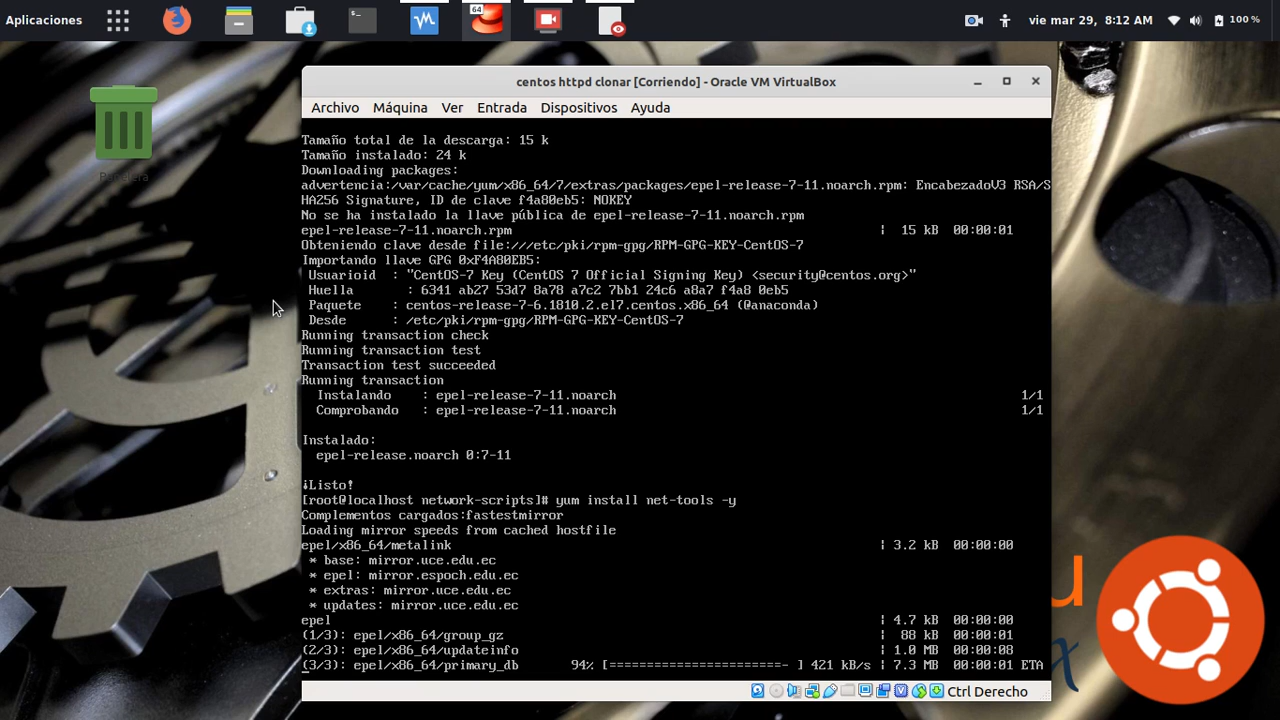 Aplicaciones
64
vie mar 29, 8:12 AM
100 %
Papelera
centos httpd clonar [Corriendo] - Oracle VM VirtualBox
Archivo Máquina Ver Entrada Dispositivos Ayuda
Tamaño total de la descarga: 15 k
Tamaño instalado: 24 k
Downloading packages:
advertencia:/var/cache/yum/x86_64/7/extras/packages/epel-release-7-11.noarch.rpm: EncabezadoV3 RSA/S
HA256 Signature, ID de clave f4a80eb5: NOKEY
No se ha instalado la llave pública de epel-release-7-11.noarch.rpm
epel-release-7-11.noarch.rpm | 15 kB 00:00:01
Obteniendo clave desde file:///etc/pki/rpm-gpg/RPM-GPG-KEY-CentOS-7
Importando llave GPG 0xF4A80EB5:
Usuarioid : "CentOS-7 Key (CentOS 7 Official Signing Key) <security@centos.org>"
Huella : 6341 ab27 53d7 8a78 a7c2 7bb1 24c6 a8a7 f4a8 0eb5
Paquete : centos-release-7-6.1810.2.el7.centos.x86_64 (@anaconda)
Desde : /etc/pki/rpm-gpg/RPM-GPG-KEY-CentOS-7
Running transaction check
Running transaction test
Transaction test succeeded
Running transaction
Instalando : epel-release-7-11.noarch 1/1
Comprobando : epel-release-7-11.noarch 1/1
Instalado:
epel-release.noarch 0:7-11
¡Listo!
[root@localhost network-scripts]# yum install net-tools -y
Complementos cargados:fastestmirror
Loading mirror speeds from cached hostfile
epel/x86_64/metalink | 3.2 kB 00:00:00
* base: mirror.uce.edu.ec
* epel: mirror.espoch.edu.ec
* extras: mirror.uce.edu.ec
* updates: mirror.uce.edu.ec
epel | 4.7 kB 00:00:00
(1/3): epel/x86_64/group_gz | 88 kB 00:00:01
(2/3): epel/x86_64/updateinfo | 1.0 MB 00:00:08
(3/3): epel/x86_64/primary_db 94% [=======================- ] 421 kB/s | 7.3 MB 00:00:01 ETA
Ctrl Derecho
u
x